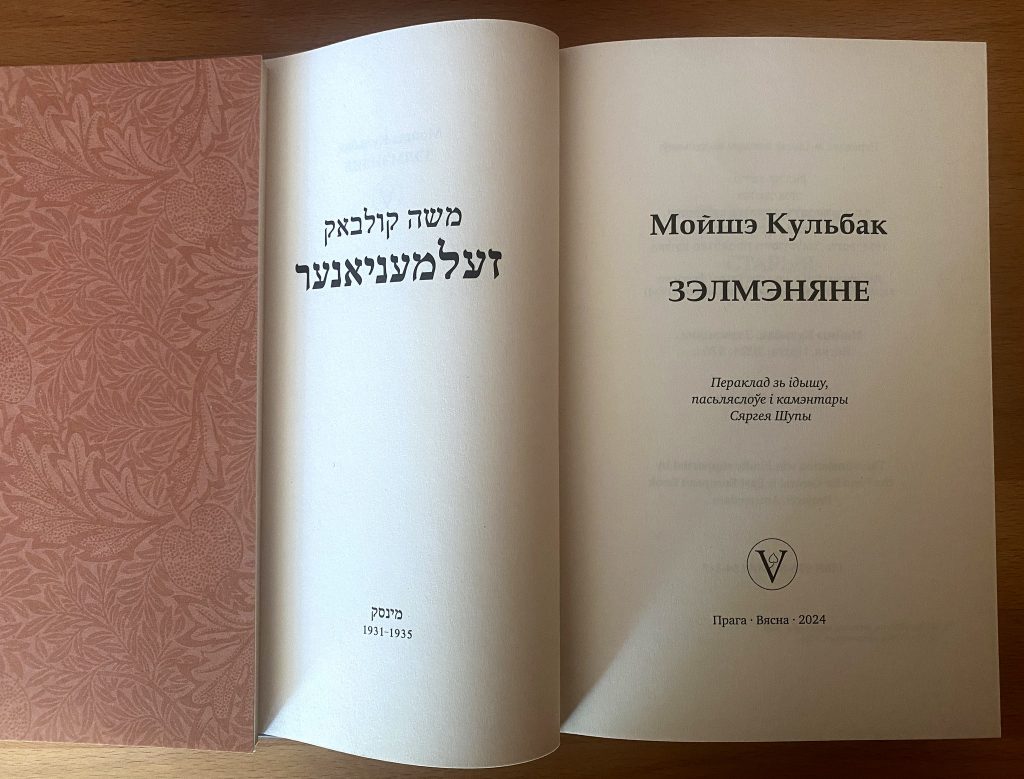 משה קולבאק
זעלמעניאנער
מינסק
1931–1935
Мойшэ Кульбак
ЗЭЛМЭНЯНЕ
Пераклад зь ідышу,
пасьляслоўе і камэнтары
Сяргея Шупы
V
Прага · Вясна · 2024